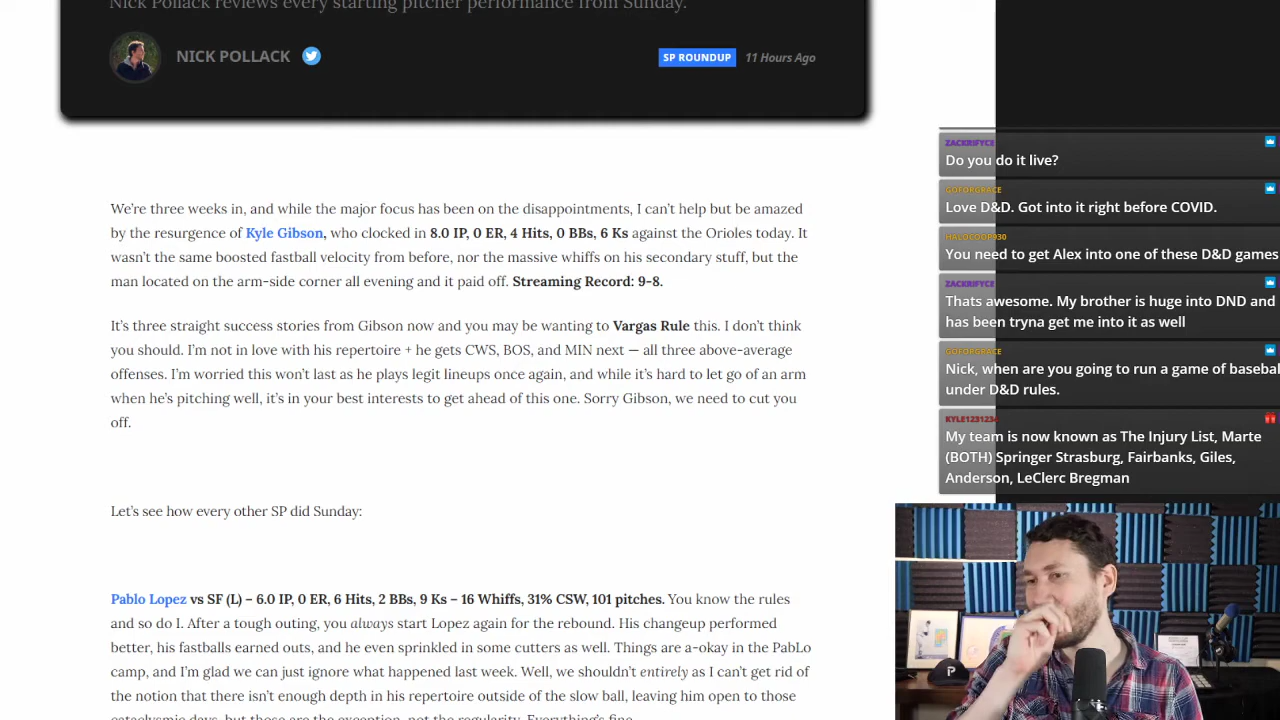 Nick Pollack reviews every starting pitcher performance from Sunday.
NICK POLLACK
SP ROUNDUP
11 Hours Ago
We’re three weeks in, and while the major focus has been on the disappointments, I can’t help but be amazed
by the resurgence of Kyle Gibson, who clocked in 8.0 IP, 0 ER, 4 Hits, 0 BBs, 6 Ks against the Orioles today. It
wasn’t the same boosted fastball velocity from before, nor the massive whiffs on his secondary stuff, but the
man located on the arm-side corner all evening and it paid off. Streaming Record: 9-8.
It’s three straight success stories from Gibson now and you may be wanting to Vargas Rule this. I don’t think
you should. I’m not in love with his repertoire + he gets CWS, BOS, and MIN next — all three above-average
offenses. I’m worried this won’t last as he plays legit lineups once again, and while it’s hard to let go of an arm
when he’s pitching well, it’s in your best interests to get ahead of this one. Sorry Gibson, we need to cut you
off.
Let’s see how every other SP did Sunday:
Pablo Lopez vs SF (L) – 6.0 IP, 0 ER, 6 Hits, 2 BBs, 9 Ks – 16 Whiffs, 31% CSW, 101 pitches. You know the rules
and so do I. After a tough outing, you always start Lopez again for the rebound. His changeup performed
better, his fastballs earned outs, and he even sprinkled in some cutters as well. Things are a-okay in the PabLo
camp, and I’m glad we can just ignore what happened last week. Well, we shouldn’t entirely as I can’t get rid of
the notion that there isn’t enough depth in his repertoire outside of the slow ball, leaving him open to those
cataclysmic days, but those are the exception, not the regularity. Everything’s fine.
ZACKRIFYCE
Do you do it live?
GOFORGRACE
Love D&D. Got into it right before COVID.
HALOCOOP930
You need to get Alex into one of these D&D games
ZACKRIFYCE
Thats awesome. My brother is huge into DND and
has been tryna get me into it as well
GOFORGRACE
Nick, when are you going to run a game of basebal
under D&D rules.
KYLE123123
My team is now known as The Injury List, Marte
(BOTH) Springer Strasburg, Fairbanks, Giles,
Anderson, LeClerc Bregman